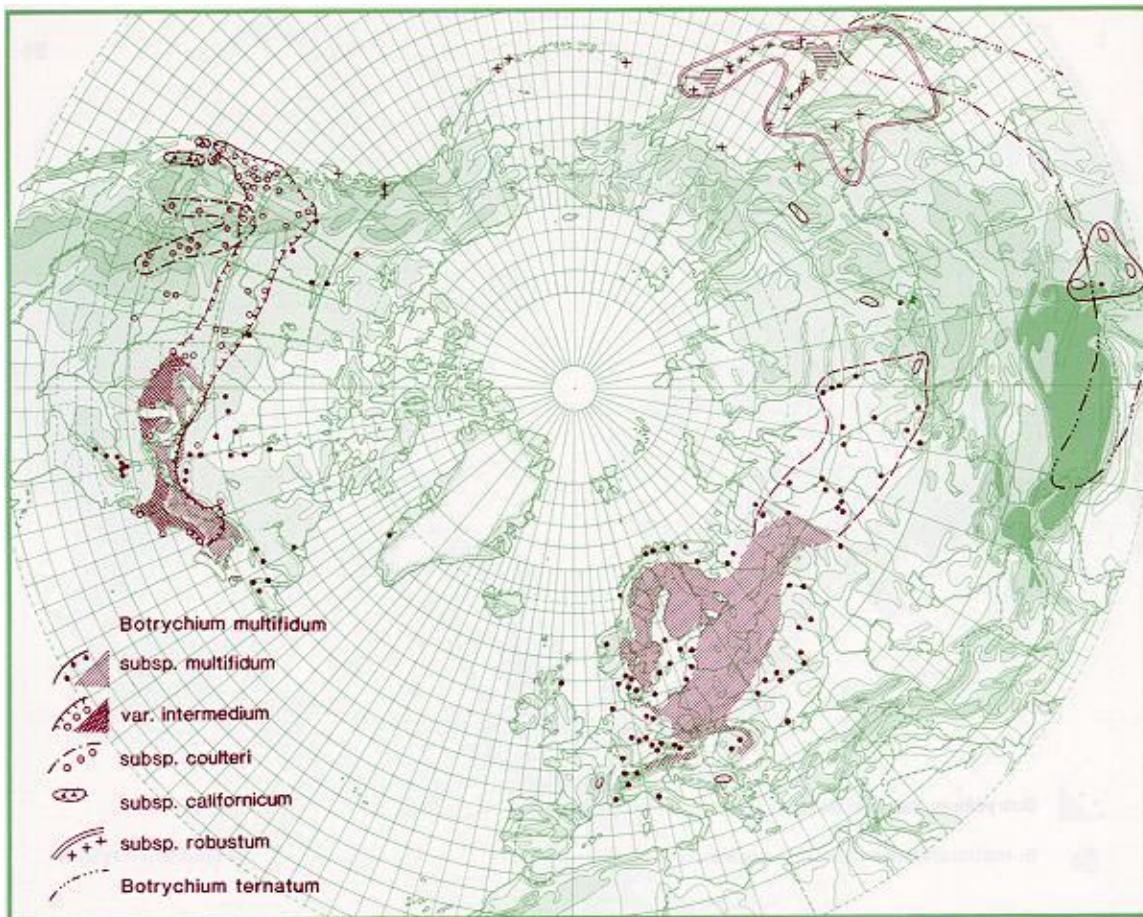 Botrychium multifidum
subsp. multifidum
var. intermedium
subsp. coulteri
subsp. californicum
subsp. robustum
Botrychium ternatum